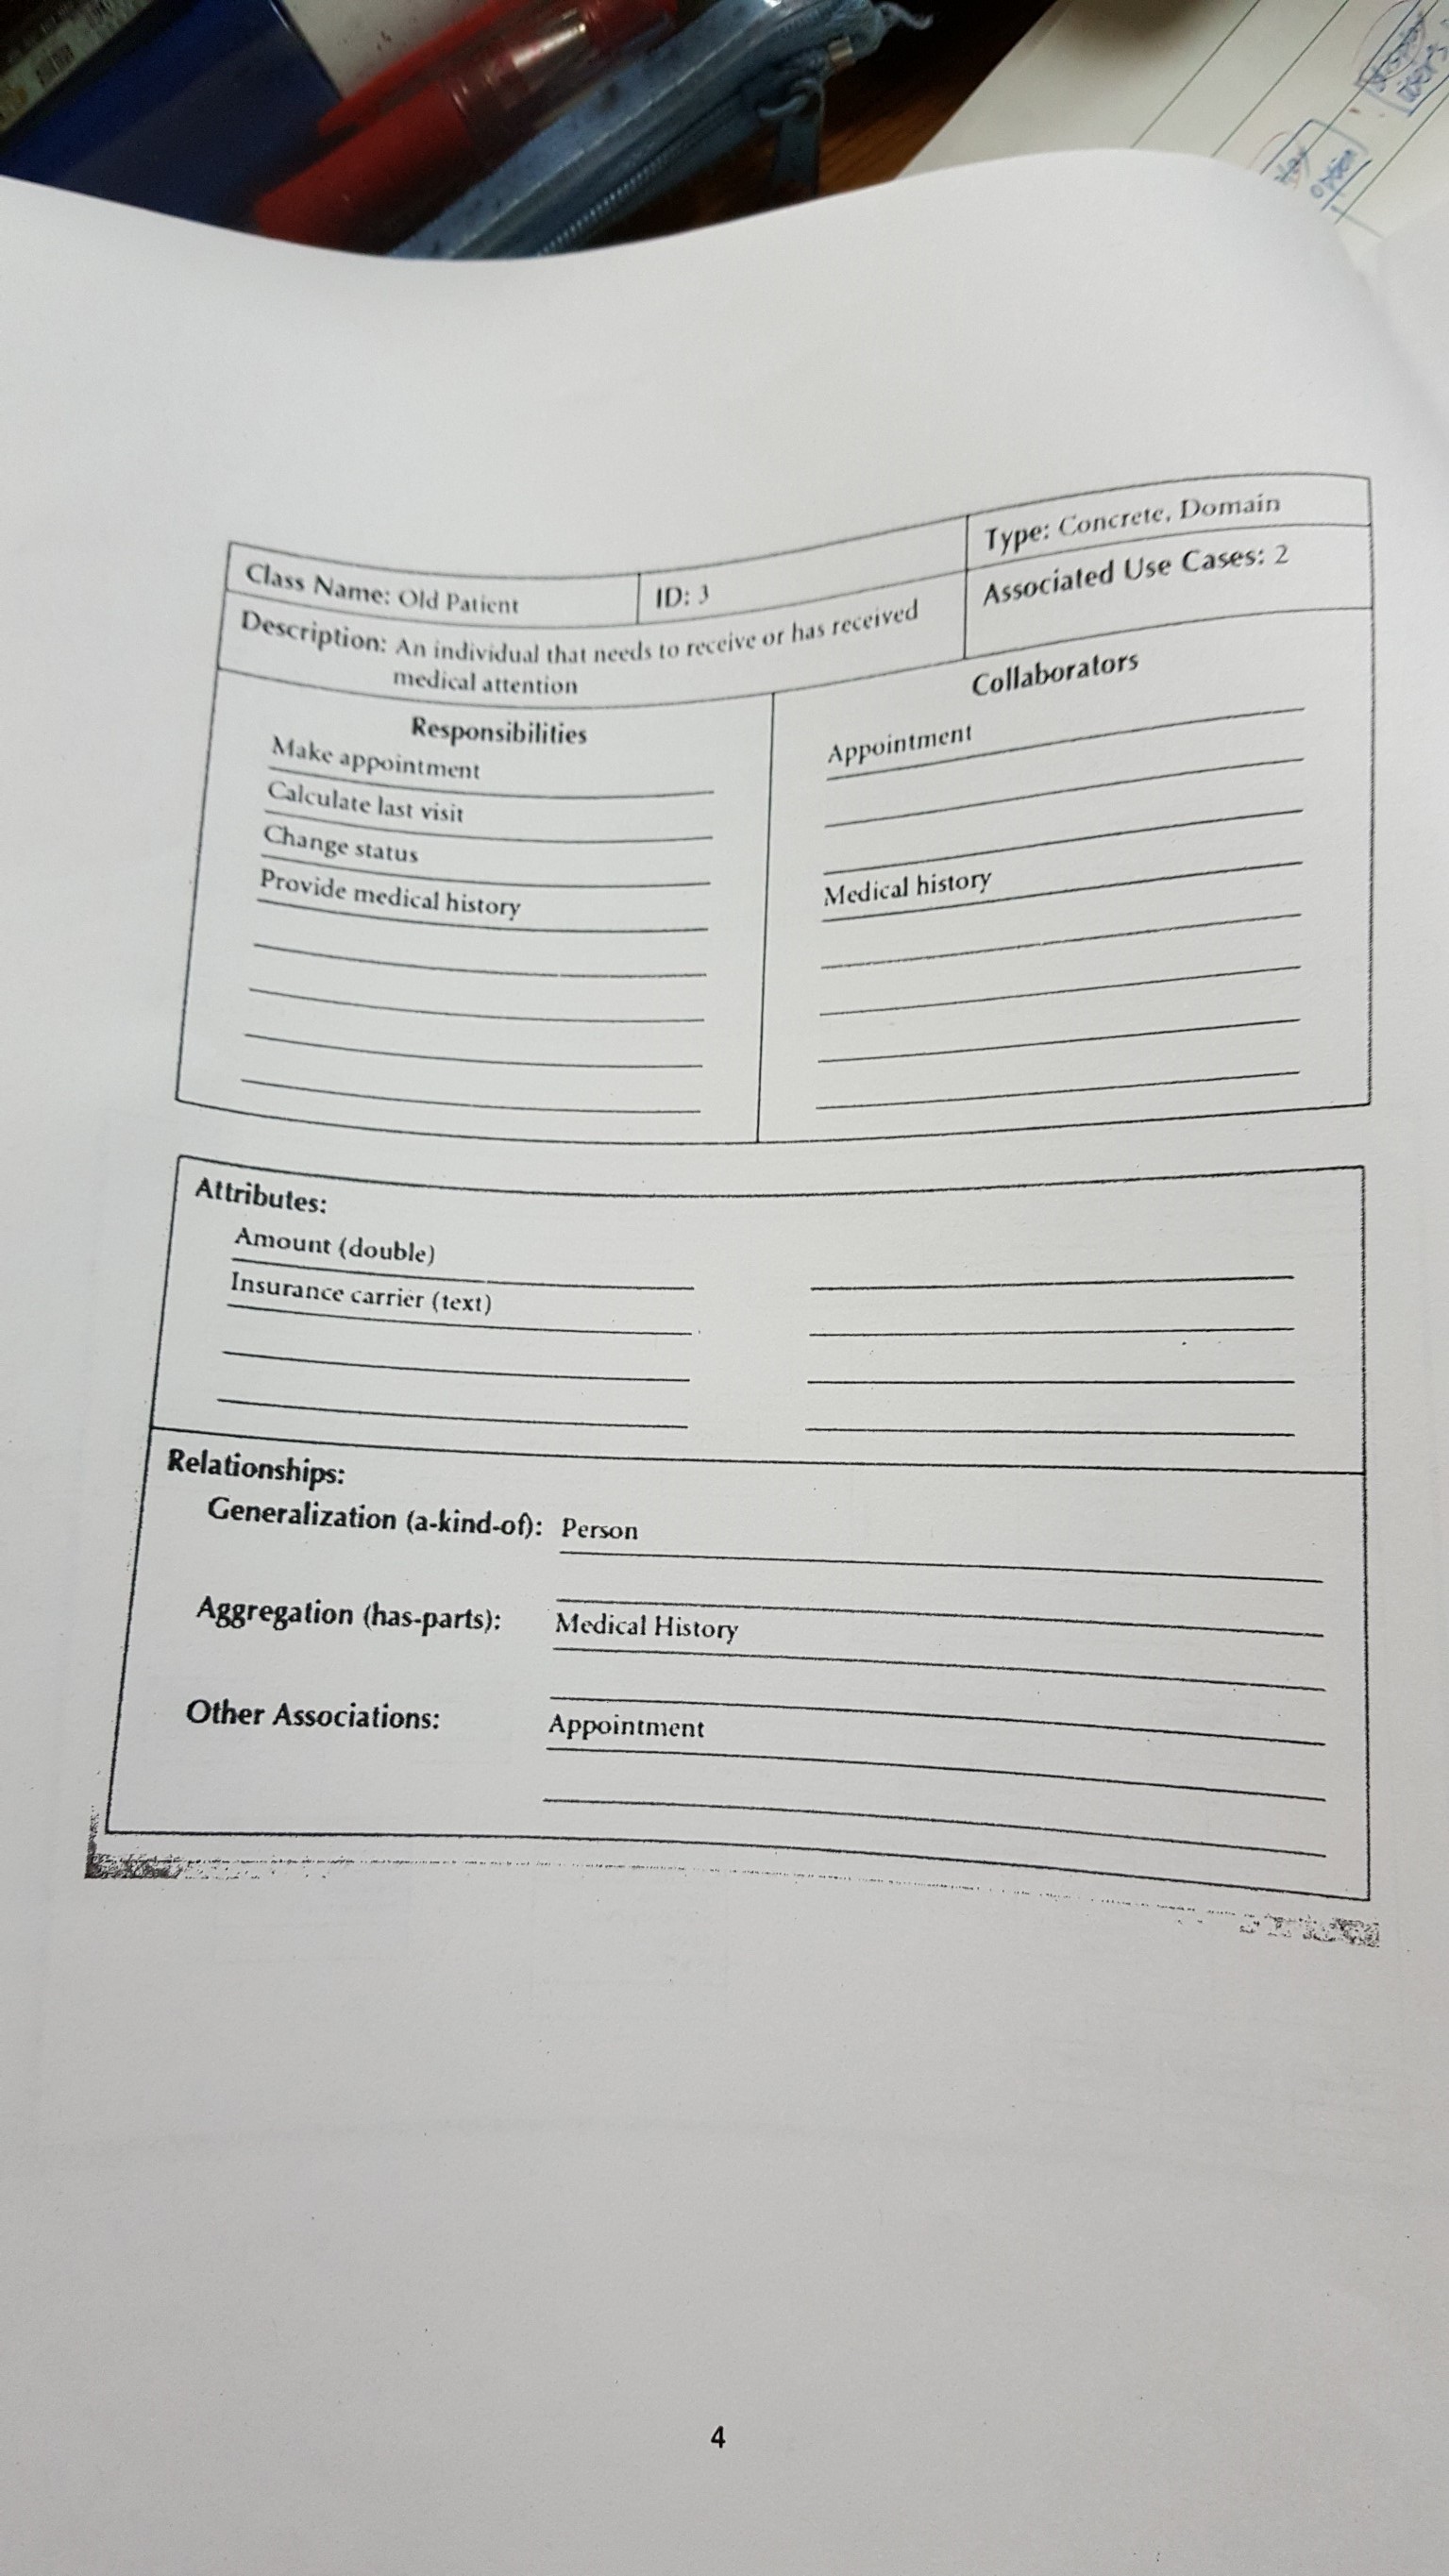 Class Name: Old Patient
ID: 3
Type: Concrete, Domain
Description: An individual that needs to receive or has received
medical attention
Associated Use Cases: 2
Responsibilities
Make appointment
Calculate last visit
Change status
Provide medical history
Collaborators
Appointment
Medical history
Attributes:
Amount (double)
Insurance carrier (text)
Relationships:
Generalization (a-kind-of): Person
Aggregation (has-parts): Medical History
Other Associations: Appointment
4